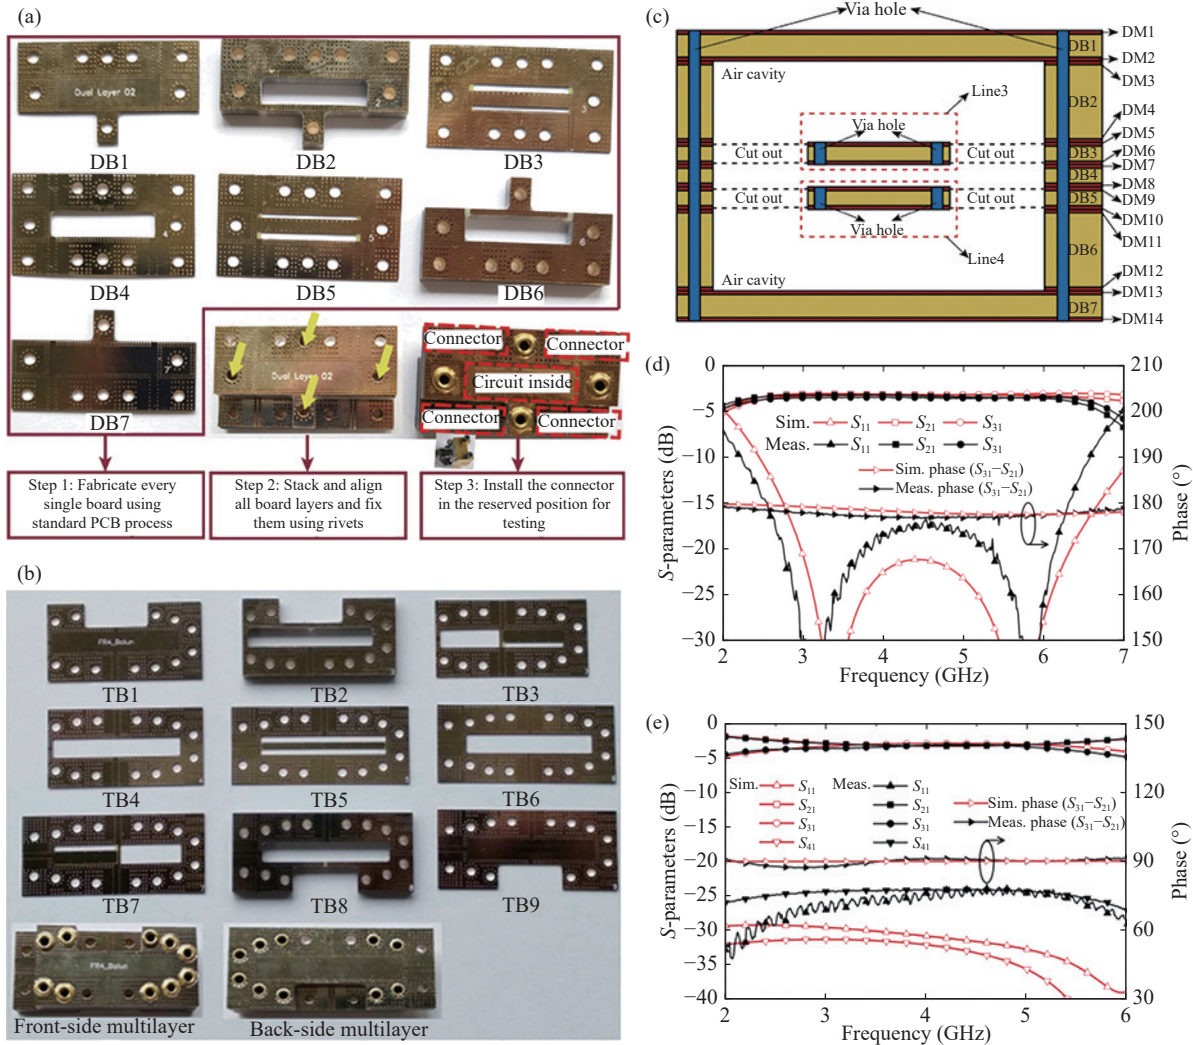 (a)
Dual Layer 02
2
3
DB1
DB2
DB3
4
5
6
DB4
DB5
DB6
7
Dual Layer 02
Connector
Connector
Circuit inside
Connector
Connector
DB7
Step 1: Fabricate every
single board using
standard PCB process
Step 2: Stack and align
all board layers and fix
them using rivets
Step 3: Install the connector
in the reserved position for
testing
(b)
FR4_Balun
TB1
TB2
TB3
TB4
TB5
TB6
TB7
TB8
TB9
FR4_Balun
Front-side multilayer
Back-side multilayer
(c)
Via hole
DM1
DB1
DM2
Air cavity
DM3
Line3
DB2
DM4
Via hole
DM5
Cut out
Cut out
DB3
DM6
DM7
DB4
DM8
Cut out
Cut out
DB5
DM9
DM10
Via hole
DM11
Line4
DB6
DM12
Air cavity
DM13
DB7
DM14
(d)
0
−5
−10
−15
−20
−25
−30
S-parameters (dB)
Sim. S11 S21 S31
Meas. S11 S21 S31
Sim. phase (S31−S21)
Meas. phase (S31−S21)
210
200
190
180
170
160
150
Phase (°)
2 3 4 5 6 7
Frequency (GHz)
(e)
0
−5
−10
−15
−20
−25
−30
−35
−40
S-parameters (dB)
Sim. S11 Meas. S11
S21 S21
S31 S31
S41 S41
Sim. phase (S31−S21)
Meas. phase (S31−S21)
150
120
90
60
30
Phase (°)
2 3 4 5 6
Frequency (GHz)